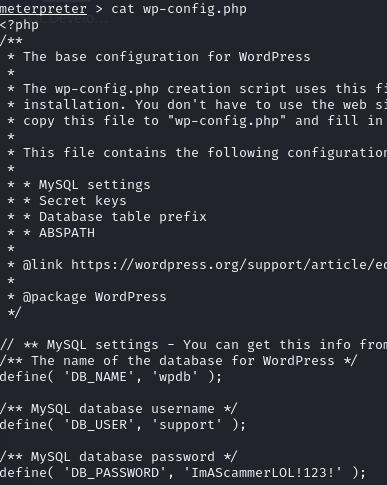 meterpreter > cat wp-config.php
<?php
/**
 * The base configuration for WordPress
 *
 * The wp-config.php creation script uses this fi
 * installation. You don't have to use the web si
 * copy this file to "wp-config.php" and fill in
 *
 * This file contains the following configuration
 *
 * * MySQL settings
 * * Secret keys
 * * Database table prefix
 * * ABSPATH
 *
 * @link https://wordpress.org/support/article/ed
 *
 * @package WordPress
 */

// ** MySQL settings - You can get this info from
/** The name of the database for WordPress */
define( 'DB_NAME', 'wpdb' );

/** MySQL database username */
define( 'DB_USER', 'support' );

/** MySQL database password */
define( 'DB_PASSWORD', 'ImAScammerLOL!123!' );